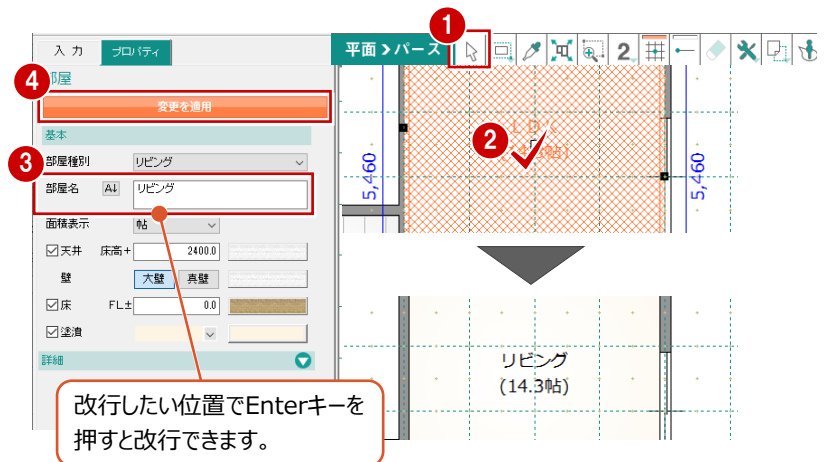 1
入 力 プロパティ
平面 > パース
2
4
部屋
変更を適用
基本
3
部屋種別 リビング
部屋名 A↓ リビング
面積表示 帖
天井 床高+ 2400.0
壁 大壁 真壁
床 FL± 0.0
塗潰
詳細
2
5,460
5,460
リビング
(14.3帖)
改行したい位置でEnterキーを
押すと改行できます。